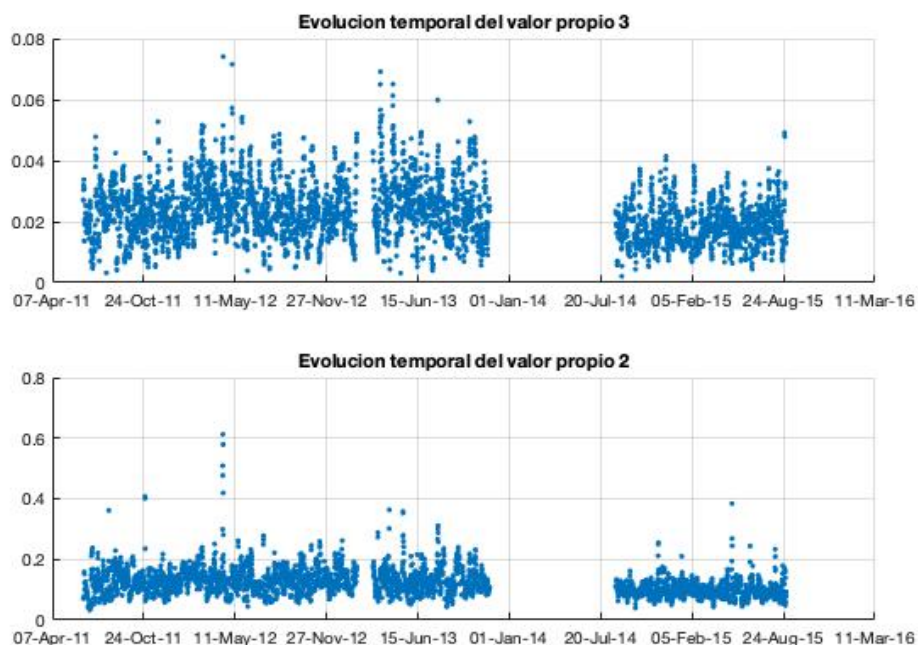 Evolucion temporal del valor propio 3
0.08
0.06
0.04
0.02
0
07-Apr-11 24-Oct-11 11-May-12 27-Nov-12 15-Jun-13 01-Jan-14 20-Jul-14 05-Feb-15 24-Aug-15 11-Mar-16
Evolucion temporal del valor propio 2
0.8
0.6
0.4
0.2
0
07-Apr-11 24-Oct-11 11-May-12 27-Nov-12 15-Jun-13 01-Jan-14 20-Jul-14 05-Feb-15 24-Aug-15 11-Mar-16